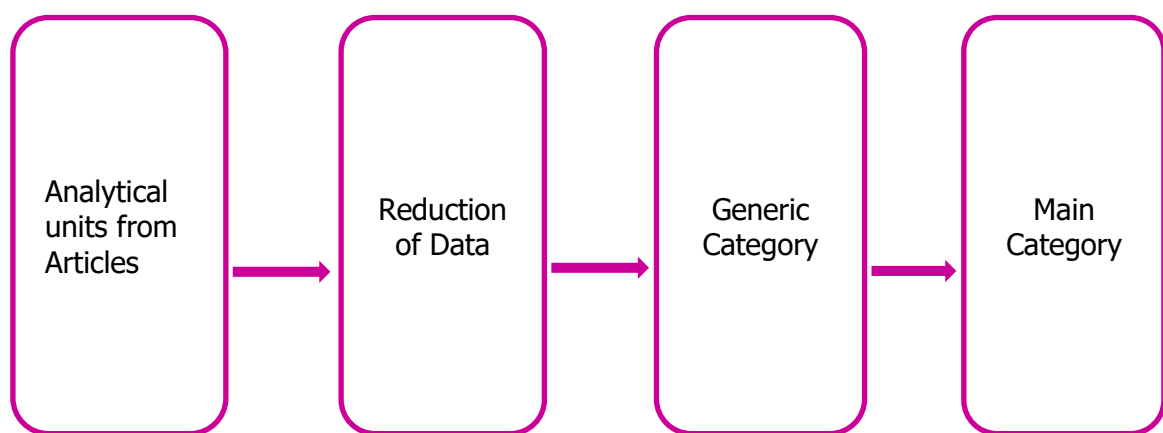 Analytical
units from
Articles
Reduction
of Data
Generic
Category
Main
Category